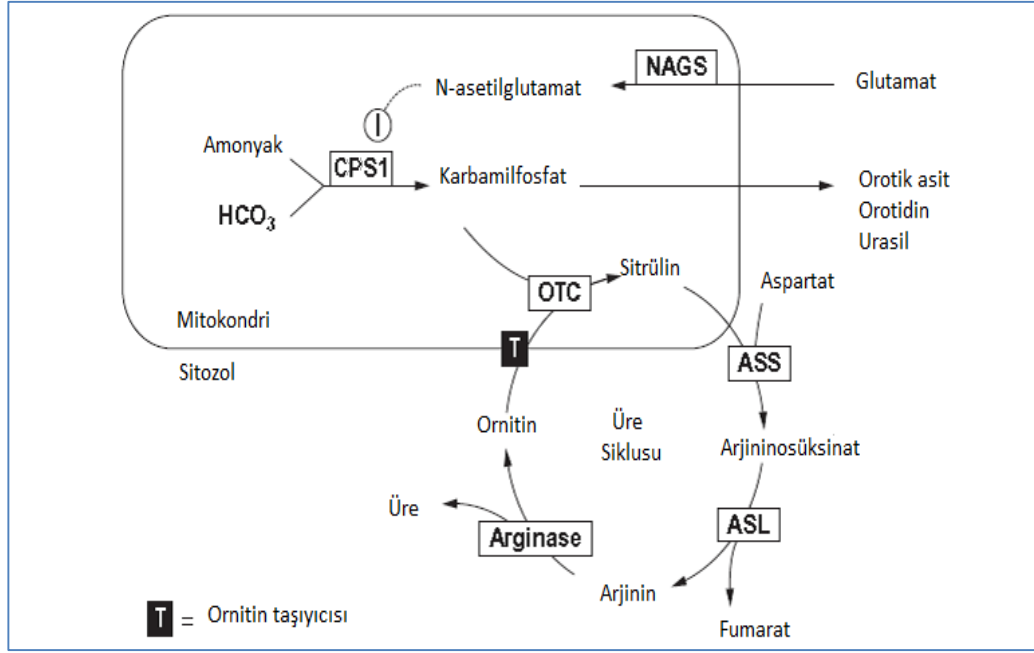 NAGS
N-asetilglutamat
Glutamat
I
Amonyak
CPS1
Karbamilfosfat
HCO3
Orotik asit
Orotidin
Urasil
Sitrülin
Aspartat
OTC
Mitokondri
T
ASS
Sitozol
Ornitin
Üre
Siklusu
Arjininosüksinat
Üre
Arginase
ASL
Arjinin
T = Ornitin taşıyıcısı
Fumarat